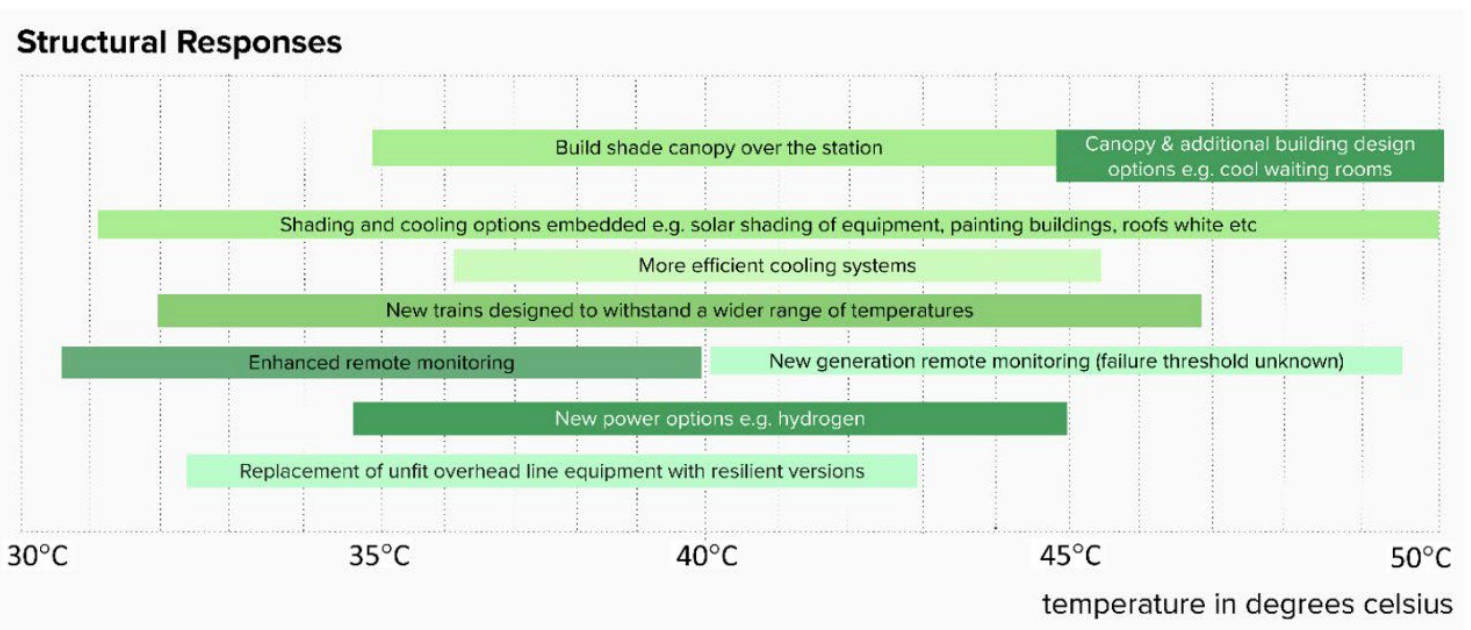 Structural Responses
Build shade canopy over the station
Canopy & additional building design
options e.g. cool waiting rooms
Shading and cooling options embedded e.g. solar shading of equipment, painting buildings, roofs white etc
More efficient cooling systems
New trains designed to withstand a wider range of temperatures
Enhanced remote monitoring
New generation remote monitoring (failure threshold unknown)
New power options e.g. hydrogen
Replacement of unfit overhead line equipment with resilient versions
30°C 35°C 40°C 45°C 50°C
temperature in degrees celsius